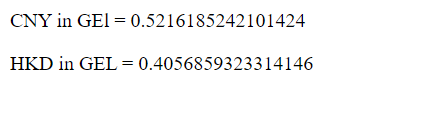 CNY in GEl = 0.5216185242101424
HKD in GEL = 0.4056859323314146